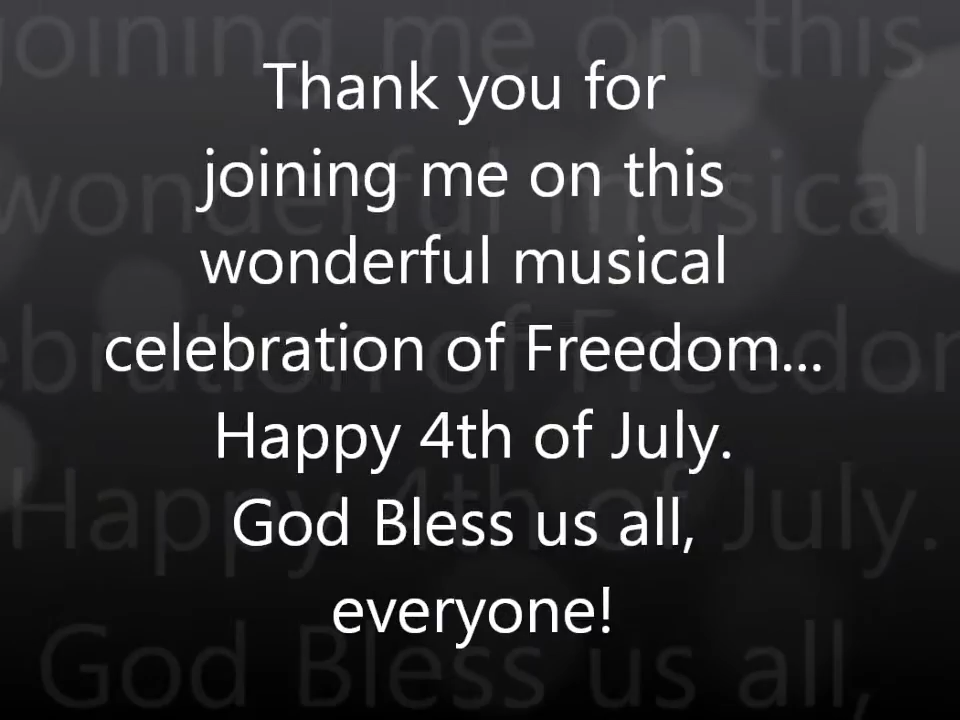 Thank you for
joining me on this
wonderful musical
celebration of Freedom...
Happy 4th of July.
God Bless us all,
everyone!